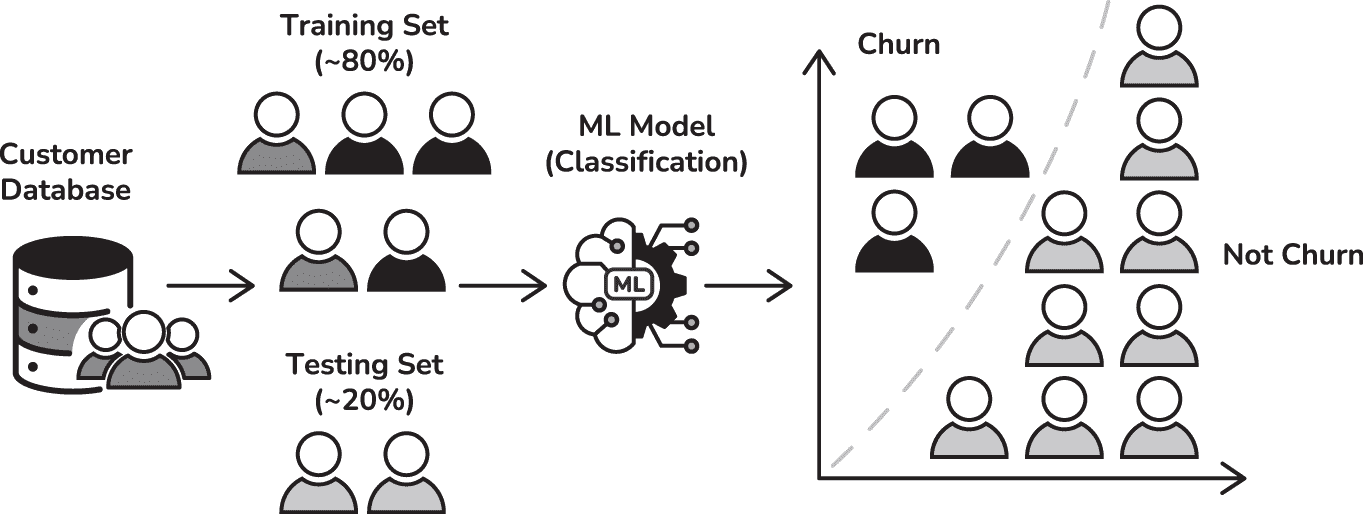 Customer
Database
Training Set
(~80%)
Testing Set
(~20%)
ML Model
(Classification)
ML
Churn
Not Churn